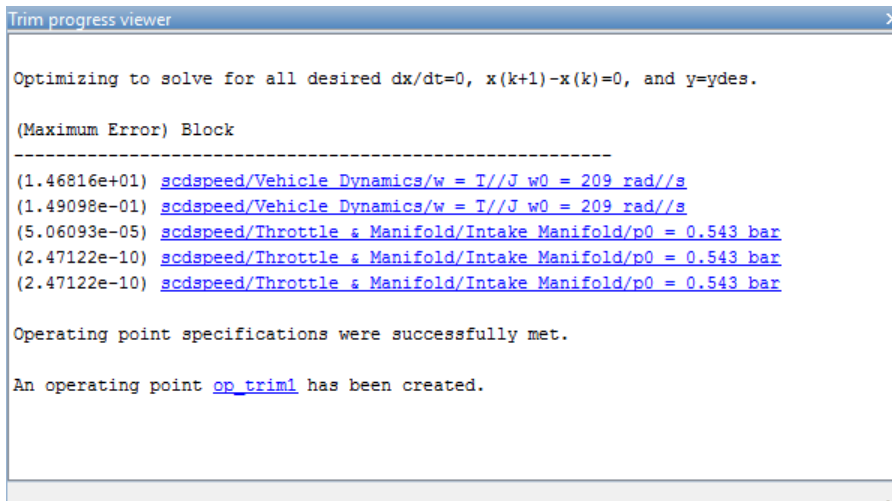 Trim progress viewer
Optimizing to solve for all desired dx/dt=0, x(k+1)-x(k)=0, and y=ydes.
(Maximum Error) Block
--------------------------------------------------------
(1.46816e+01) scdspeed/Vehicle Dynamics/w = T//J w0 = 209 rad//s
(1.49098e-01) scdspeed/Vehicle Dynamics/w = T//J w0 = 209 rad//s
(5.06093e-05) scdspeed/Throttle & Manifold/Intake Manifold/p0 = 0.543 bar
(2.47122e-10) scdspeed/Throttle & Manifold/Intake Manifold/p0 = 0.543 bar
(2.47122e-10) scdspeed/Throttle & Manifold/Intake Manifold/p0 = 0.543 bar
Operating point specifications were successfully met.
An operating point op_trim1 has been created.